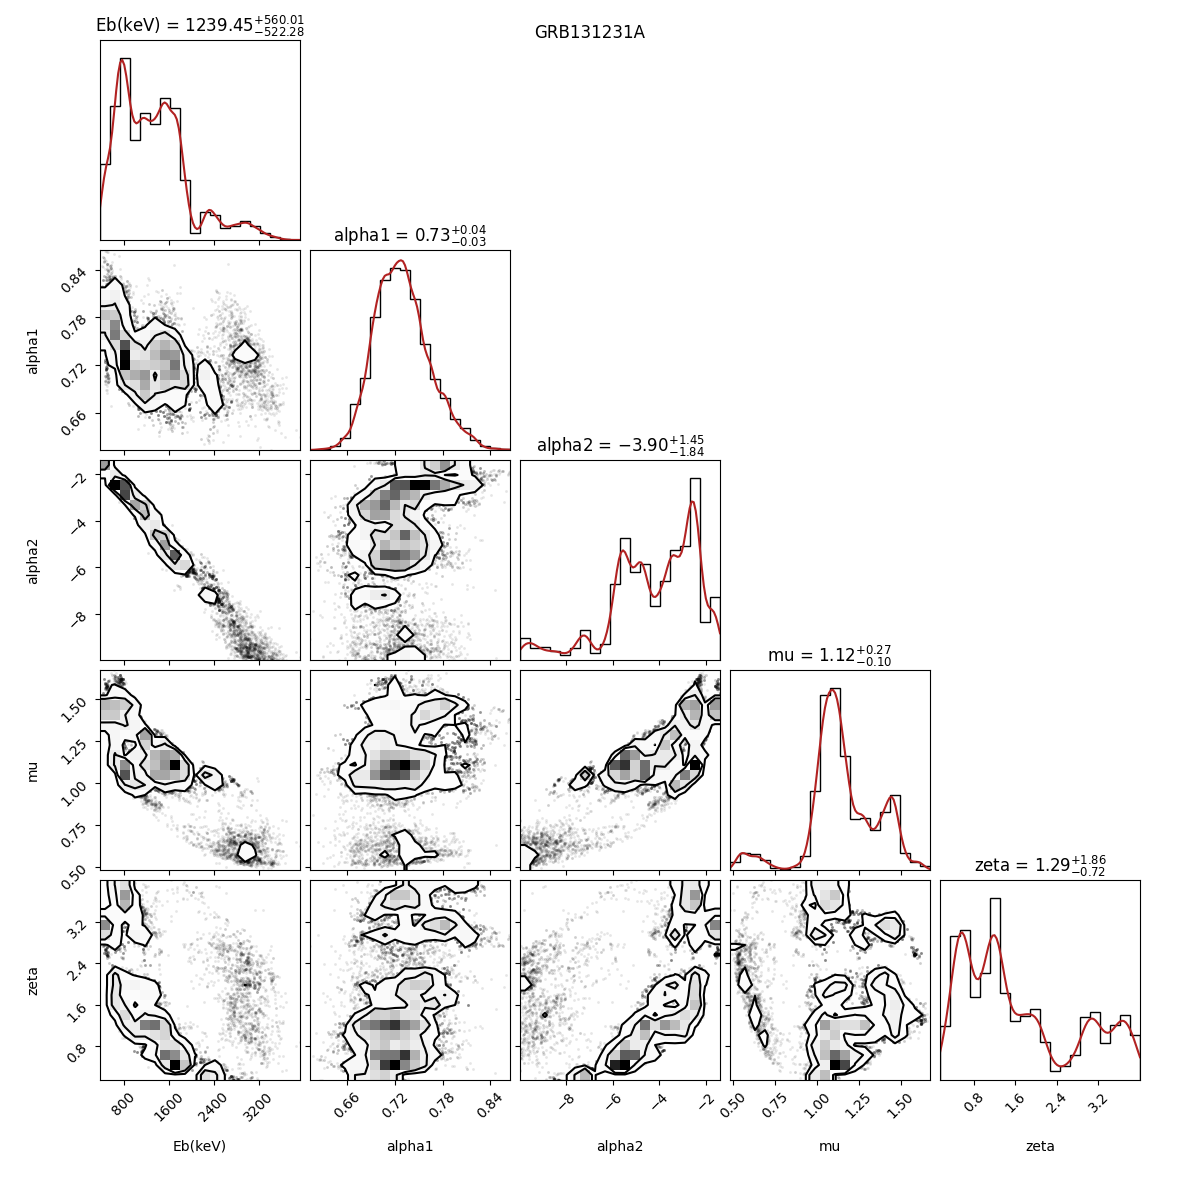 Eb(keV) = 1239.45+560.01−522.28
GRB131231A
alpha1 = 0.73+0.04−0.03
0.84
0.78
0.72
0.66
alpha1
alpha2 = −3.90+1.45−1.84
−2
−4
−6
−8
alpha2
mu = 1.12+0.27−0.10
1.50
1.25
1.00
0.75
0.50
mu
zeta = 1.29+1.86−0.72
3.2
2.4
1.6
0.8
zeta
800 1600 2400 3200 0.66 0.72 0.78 0.84 −8 −6 −4 −2 0.50 0.75 1.00 1.25 1.50 0.8 1.6 2.4 3.2
Eb(keV) alpha1 alpha2 mu zeta